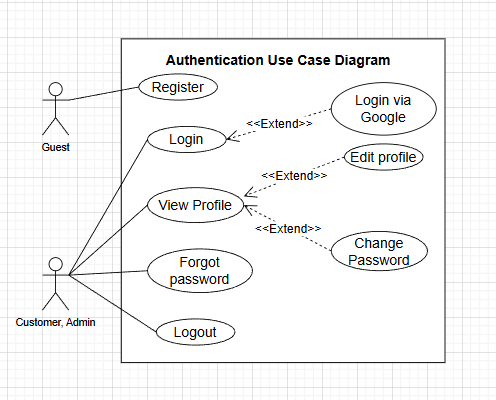 Authentication Use Case Diagram
Register
Login via
Google
<<Extend>>
Login
Guest
Edit profile
<<Extend>>
View Profile
<<Extend>>
Change
Password
Forgot
password
Customer, Admin
Logout